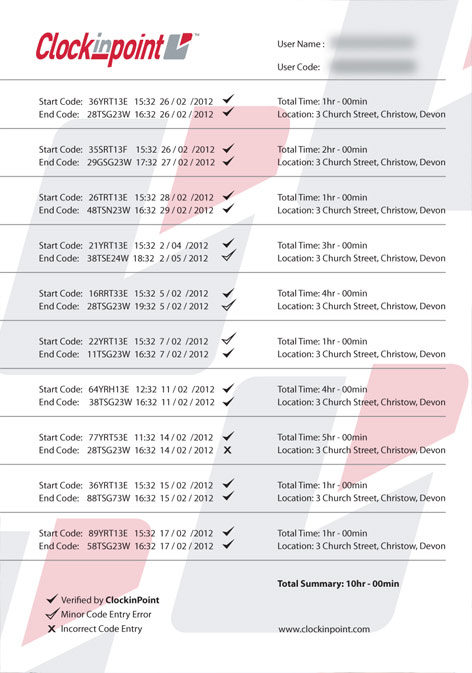 Clockinpoint™
User Name :
User Code:
Start Code: 36YRT13E 15:32 26 / 02 /2012 Total Time: 1hr - 00min
End Code: 28TSG23W 16:32 26 / 02 / 2012 Location: 3 Church Street, Christow, Devon
Start Code: 35SRT13F 15:32 26 / 02 /2012 Total Time: 2hr - 00min
End Code: 29GSG23W 17:32 27 / 02 / 2012 Location: 3 Church Street, Christow, Devon
Start Code: 26TRT13E 15:32 28 / 02 /2012 Total Time: 1hr - 00min
End Code: 48TSN23W 16:32 29 / 02 / 2012 Location: 3 Church Street, Christow, Devon
Start Code: 21YRT13E 15:32 2 / 04 /2012 Total Time: 3hr - 00min
End Code: 38TSE24W 18:32 2 / 05 / 2012 Location: 3 Church Street, Christow, Devon
Start Code: 16RRT33E 15:32 5 / 02 /2012 Total Time: 4hr - 00min
End Code: 28TSG23W 19:32 5 / 02 / 2012 Location: 3 Church Street, Christow, Devon
Start Code: 22YRT13E 15:32 7 / 02 /2012 Total Time: 1hr - 00min
End Code: 11TSG23W 16:32 7 / 02 / 2012 Location: 3 Church Street, Christow, Devon
Start Code: 64YRH13E 12:32 11 / 02 /2012 Total Time: 4hr - 00min
End Code: 38TSG23W 16:32 11 / 02 / 2012 Location: 3 Church Street, Christow, Devon
Start Code: 77YRT53E 11:32 14 / 02 /2012 Total Time: 5hr - 00min
End Code: 28TSG23W 16:32 14 / 02 /2012 Location: 3 Church Street, Christow, Devon
Start Code: 36YRT13E 15:32 15 / 02 /2012 Total Time: 1hr - 00min
End Code: 88TSG73W 16:32 15 / 02 / 2012 Location: 3 Church Street, Christow, Devon
Start Code: 89YRT13E 15:32 17 / 02 /2012 Total Time: 1hr - 00min
End Code: 58TSG23W 16:32 17 / 02 / 2012 Location: 3 Church Street, Christow, Devon
Total Summary: 10hr - 00min
Verified by ClockinPoint
Minor Code Entry Error
Incorrect Code Entry
www.clockinpoint.com